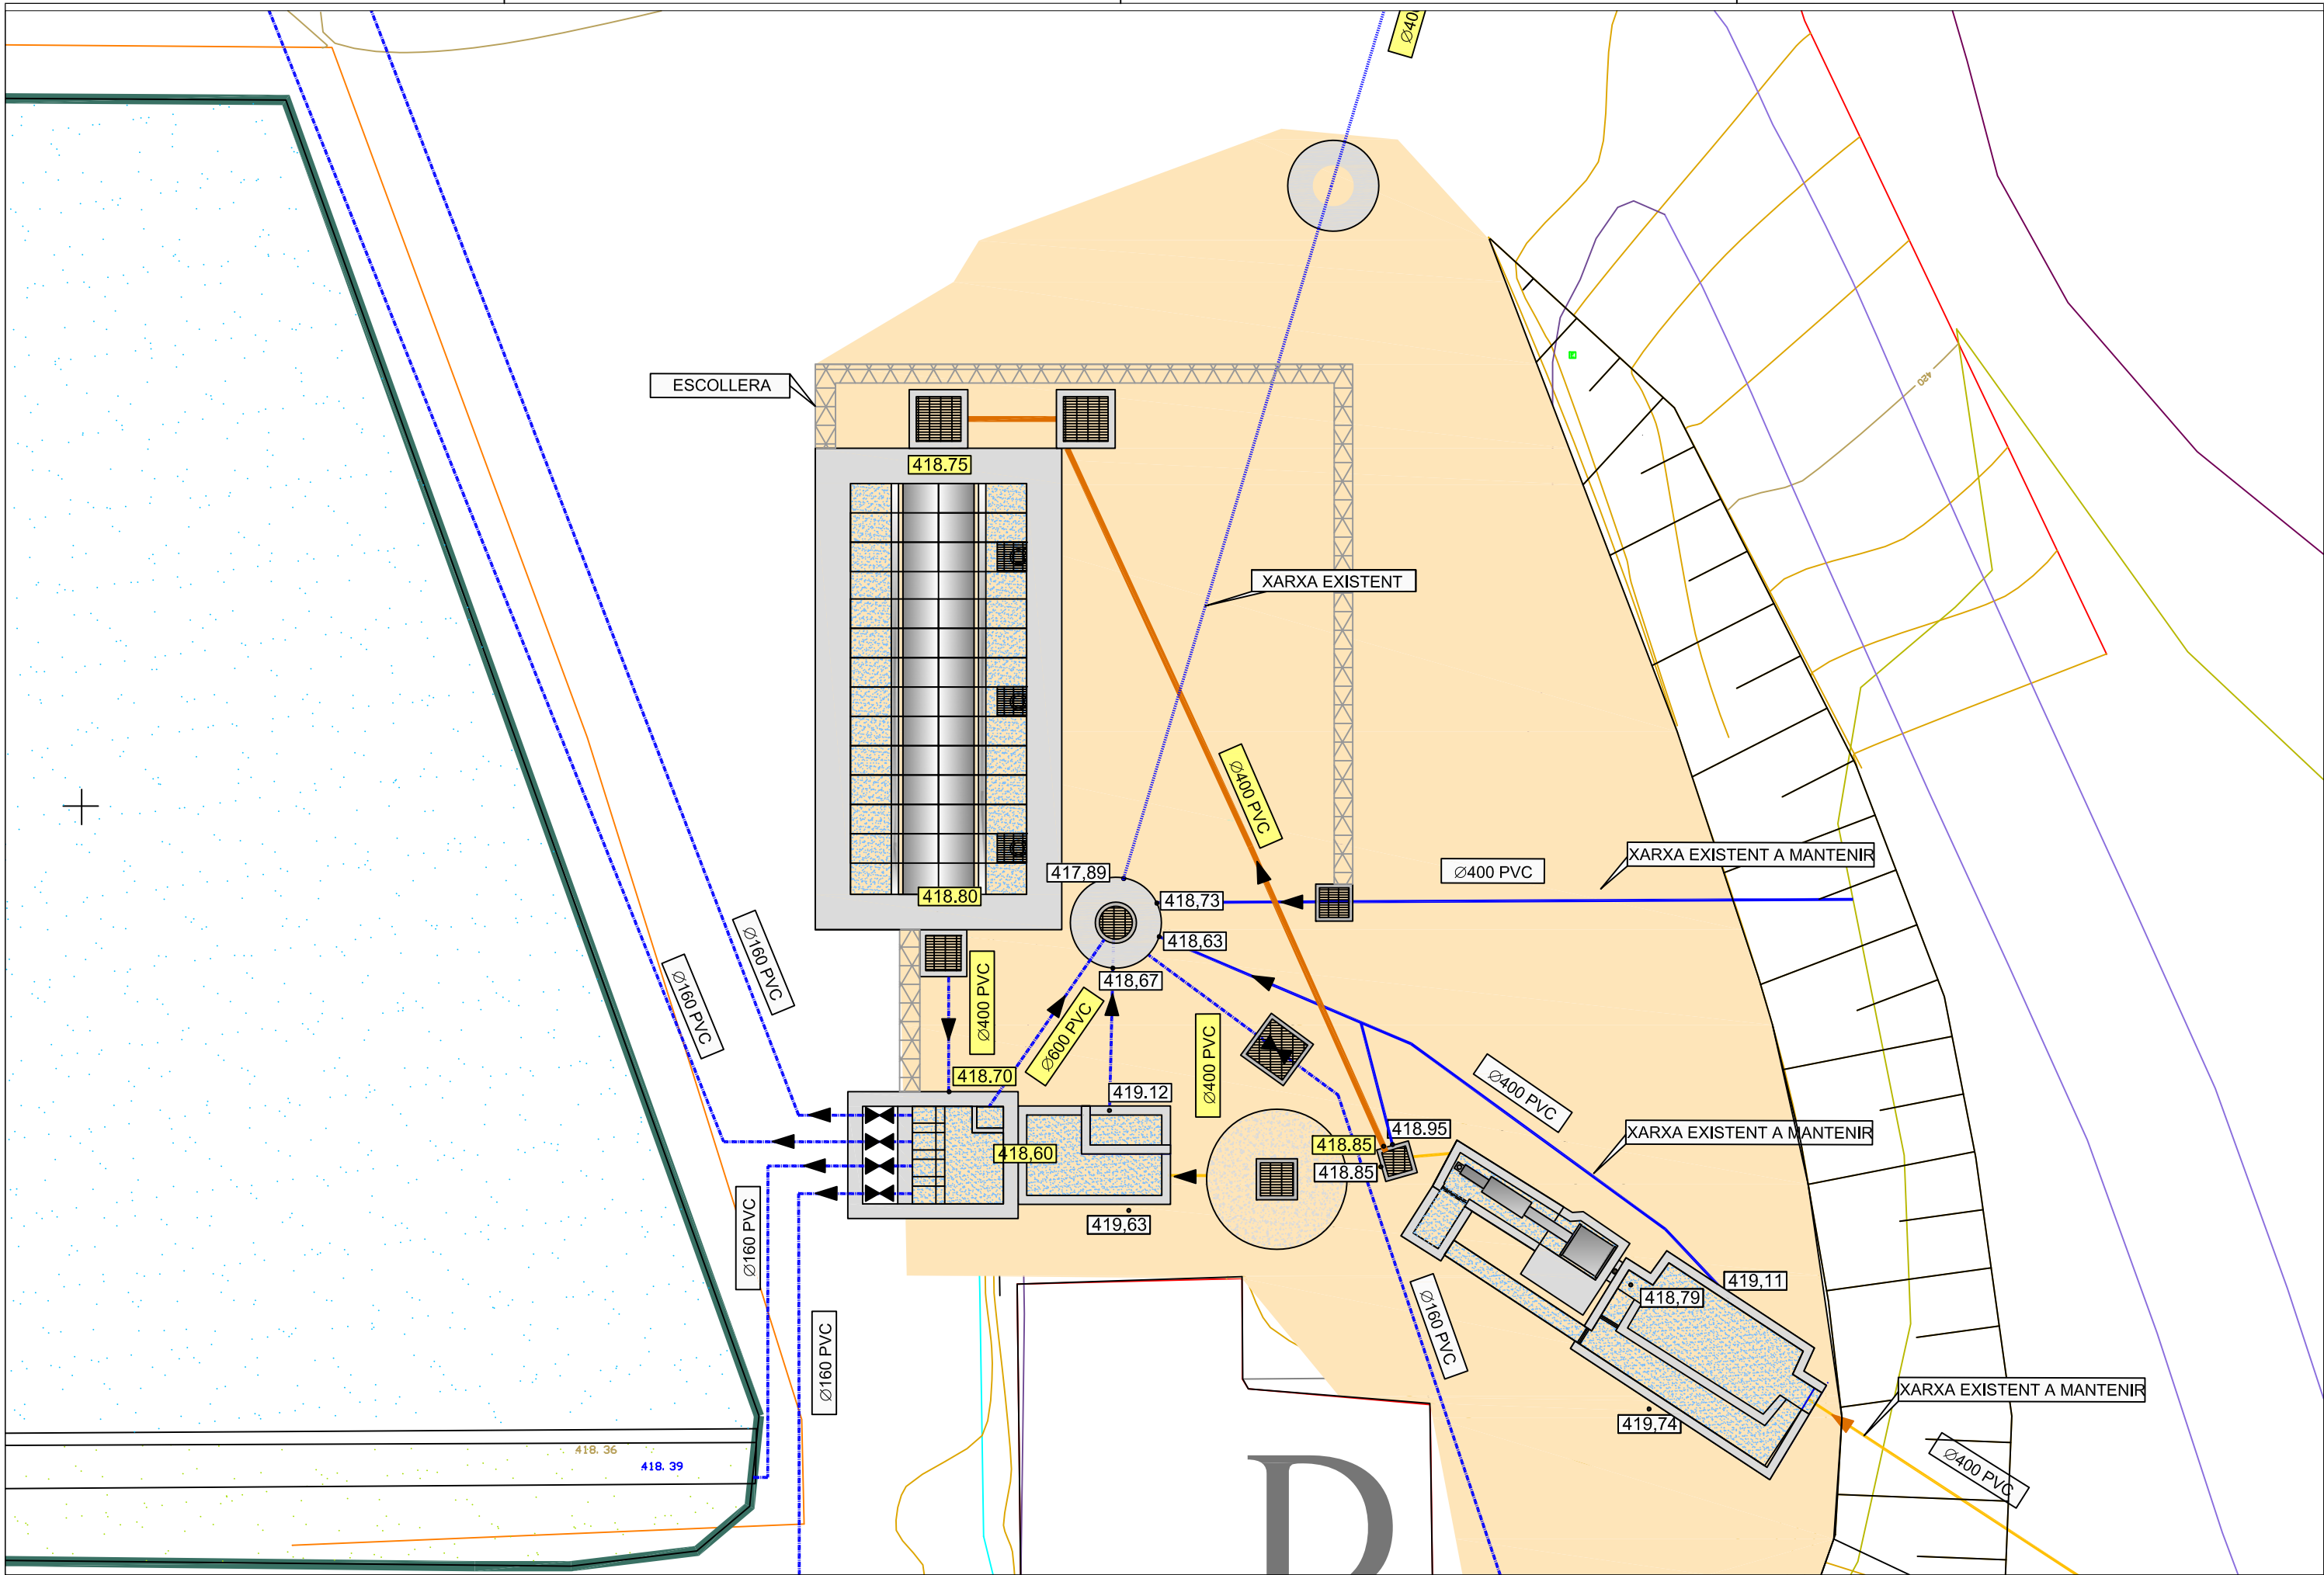 Ø400
420
ESCOLLERA
418.75
XARXA EXISTENT
Ø400 PVC
XARXA EXISTENT A MANTENIR
Ø400 PVC
417,89
418.80
418,73
418,63
418,67
Ø160 PVC
Ø160 PVC
Ø400 PVC
Ø600 PVC
Ø400 PVC
418.70
419.12
Ø400 PVC
418.95
XARXA EXISTENT A MANTENIR
418.85
418,60
418.85
419,63
Ø160 PVC
419,11
418,79
Ø160 PVC
Ø160 PVC
XARXA EXISTENT A MANTENIR
419,74
418.36
418.39
Ø400 PVC